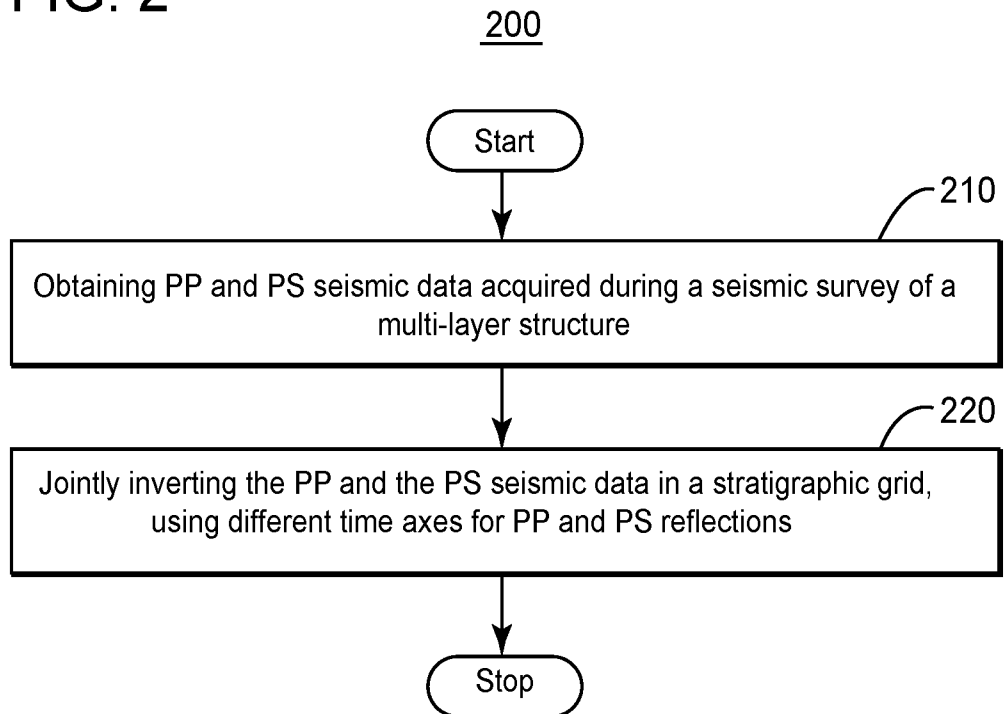 FIG. 2
200
Start
210
Obtaining PP and PS seismic data acquired during a seismic survey of a
multi-layer structure
220
Jointly inverting the PP and the PS seismic data in a stratigraphic grid,
using different time axes for PP and PS reflections
Stop